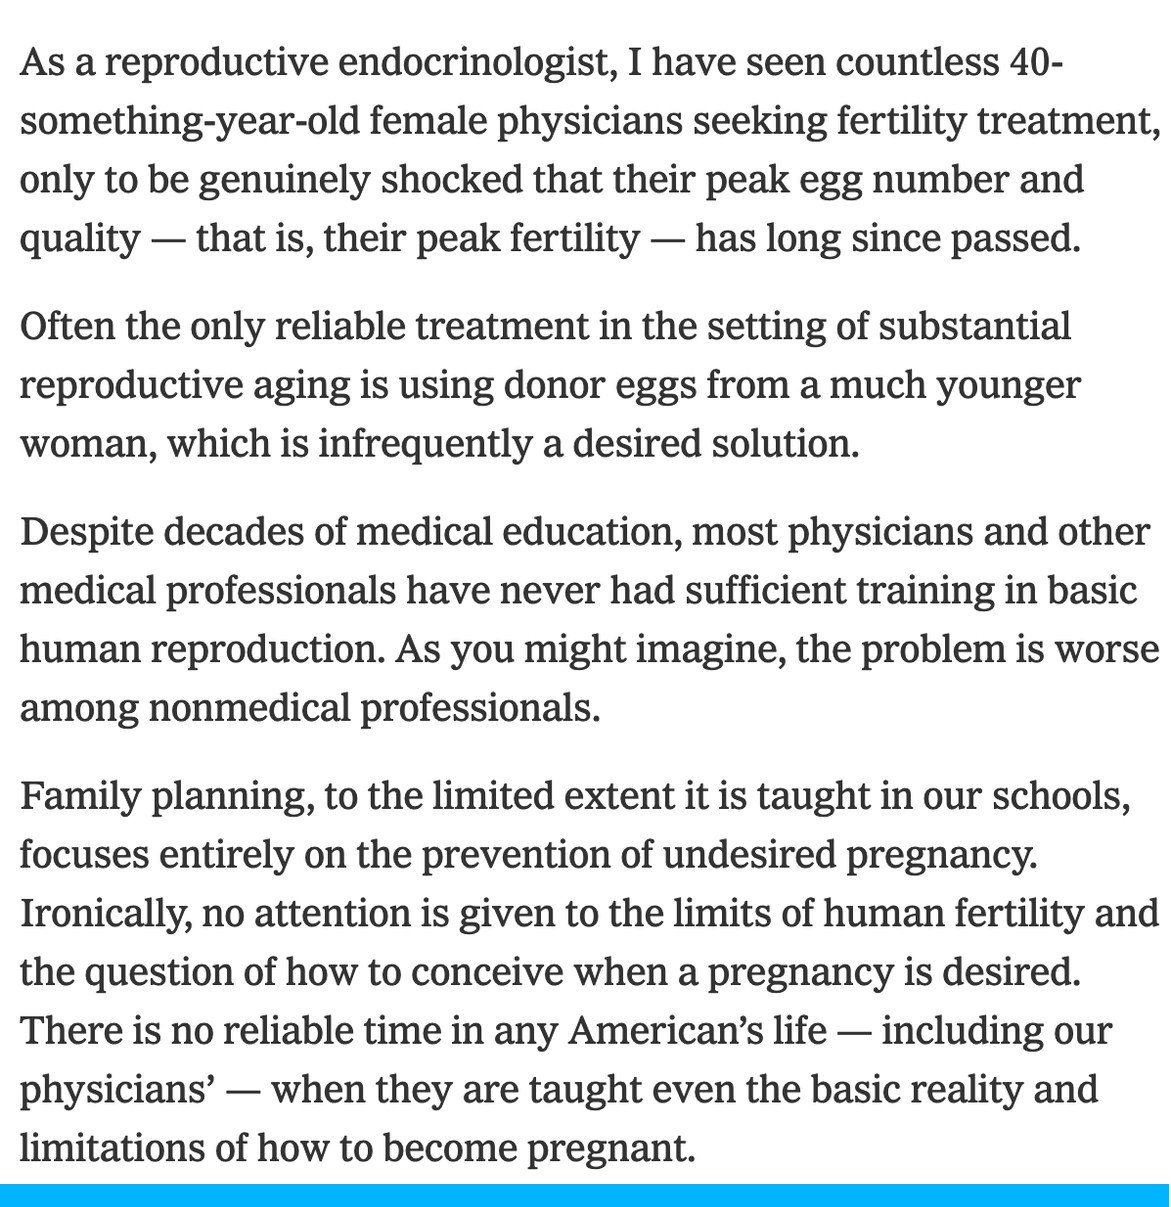 As a reproductive endocrinologist, I have seen countless 40-
something-year-old female physicians seeking fertility treatment,
only to be genuinely shocked that their peak egg number and
quality — that is, their peak fertility — has long since passed.
Often the only reliable treatment in the setting of substantial
reproductive aging is using donor eggs from a much younger
woman, which is infrequently a desired solution.
Despite decades of medical education, most physicians and other
medical professionals have never had sufficient training in basic
human reproduction. As you might imagine, the problem is worse
among nonmedical professionals.
Family planning, to the limited extent it is taught in our schools,
focuses entirely on the prevention of undesired pregnancy.
Ironically, no attention is given to the limits of human fertility and
the question of how to conceive when a pregnancy is desired.
There is no reliable time in any American’s life — including our
physicians’ — when they are taught even the basic reality and
limitations of how to become pregnant.